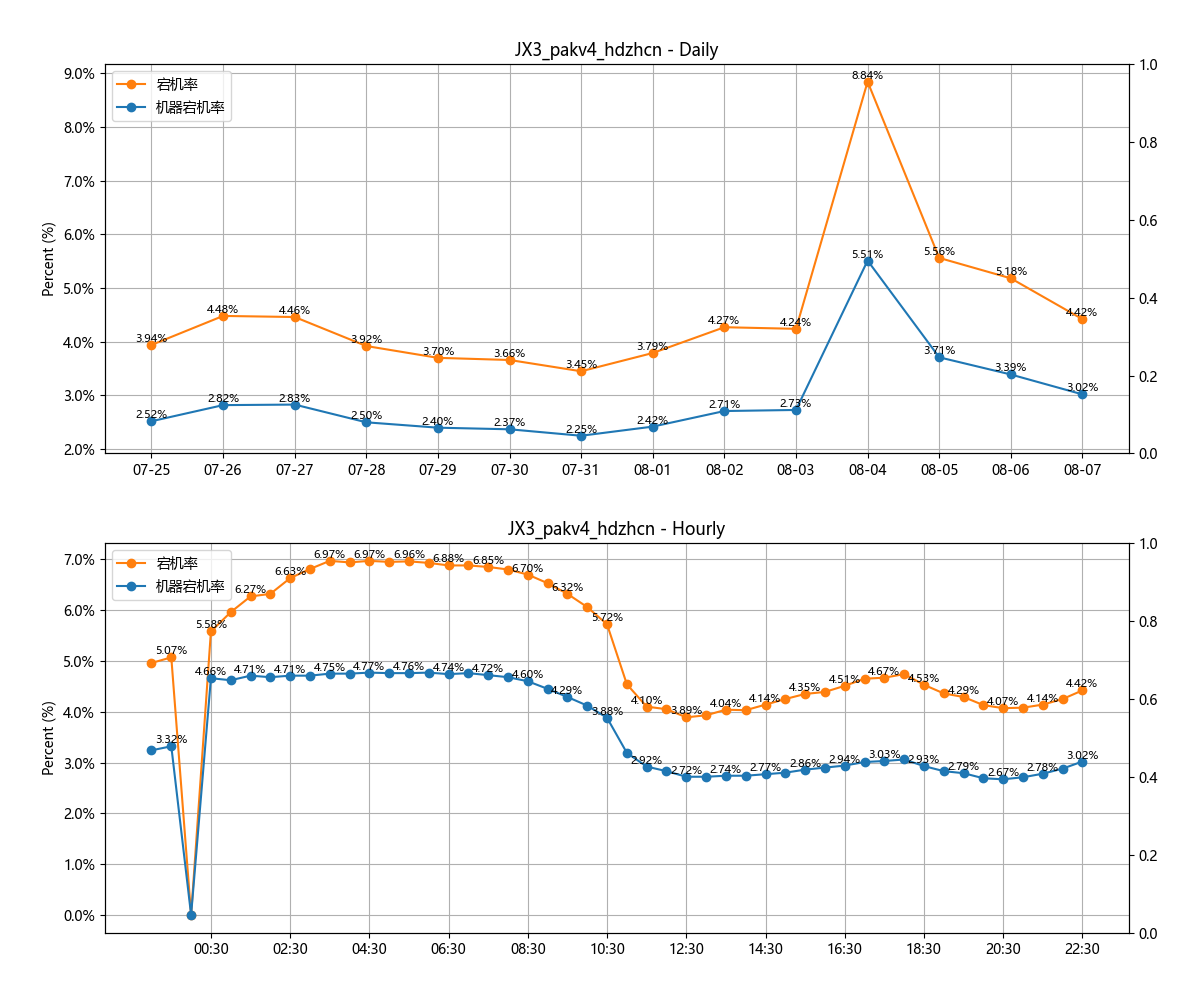 JX3_pakv4_hdzhcn - Daily
宕机率
机器宕机率
Percent (%)
9.0%
8.0%
7.0%
6.0%
5.0%
4.0%
3.0%
2.0%
1.0
0.8
0.6
0.4
0.2
0.0
3.94% 4.48% 4.46% 3.92% 3.70% 3.66% 3.45% 3.79% 4.27% 4.24% 8.84% 5.56% 5.18% 4.42%
2.52% 2.82% 2.83% 2.50% 2.40% 2.37% 2.25% 2.42% 2.71% 2.73% 5.51% 3.71% 3.39% 3.02%
07-25 07-26 07-27 07-28 07-29 07-30 07-31 08-01 08-02 08-03 08-04 08-05 08-06 08-07
JX3_pakv4_hdzhcn - Hourly
宕机率
机器宕机率
Percent (%)
7.0%
6.0%
5.0%
4.0%
3.0%
2.0%
1.0%
0.0%
1.0
0.8
0.6
0.4
0.2
0.0
5.07% 5.58% 6.27% 6.63% 6.97% 6.97% 6.96% 6.88% 6.85% 6.70% 6.32% 5.72% 4.10% 3.89% 4.04% 4.14% 4.35% 4.51% 4.67% 4.53% 4.29% 4.07% 4.14% 4.42%
3.32% 4.66% 4.71% 4.71% 4.75% 4.77% 4.76% 4.74% 4.72% 4.60% 4.29% 3.88% 2.92% 2.72% 2.74% 2.77% 2.86% 2.94% 3.03% 2.93% 2.79% 2.67% 2.78% 3.02%
00:30 02:30 04:30 06:30 08:30 10:30 12:30 14:30 16:30 18:30 20:30 22:30